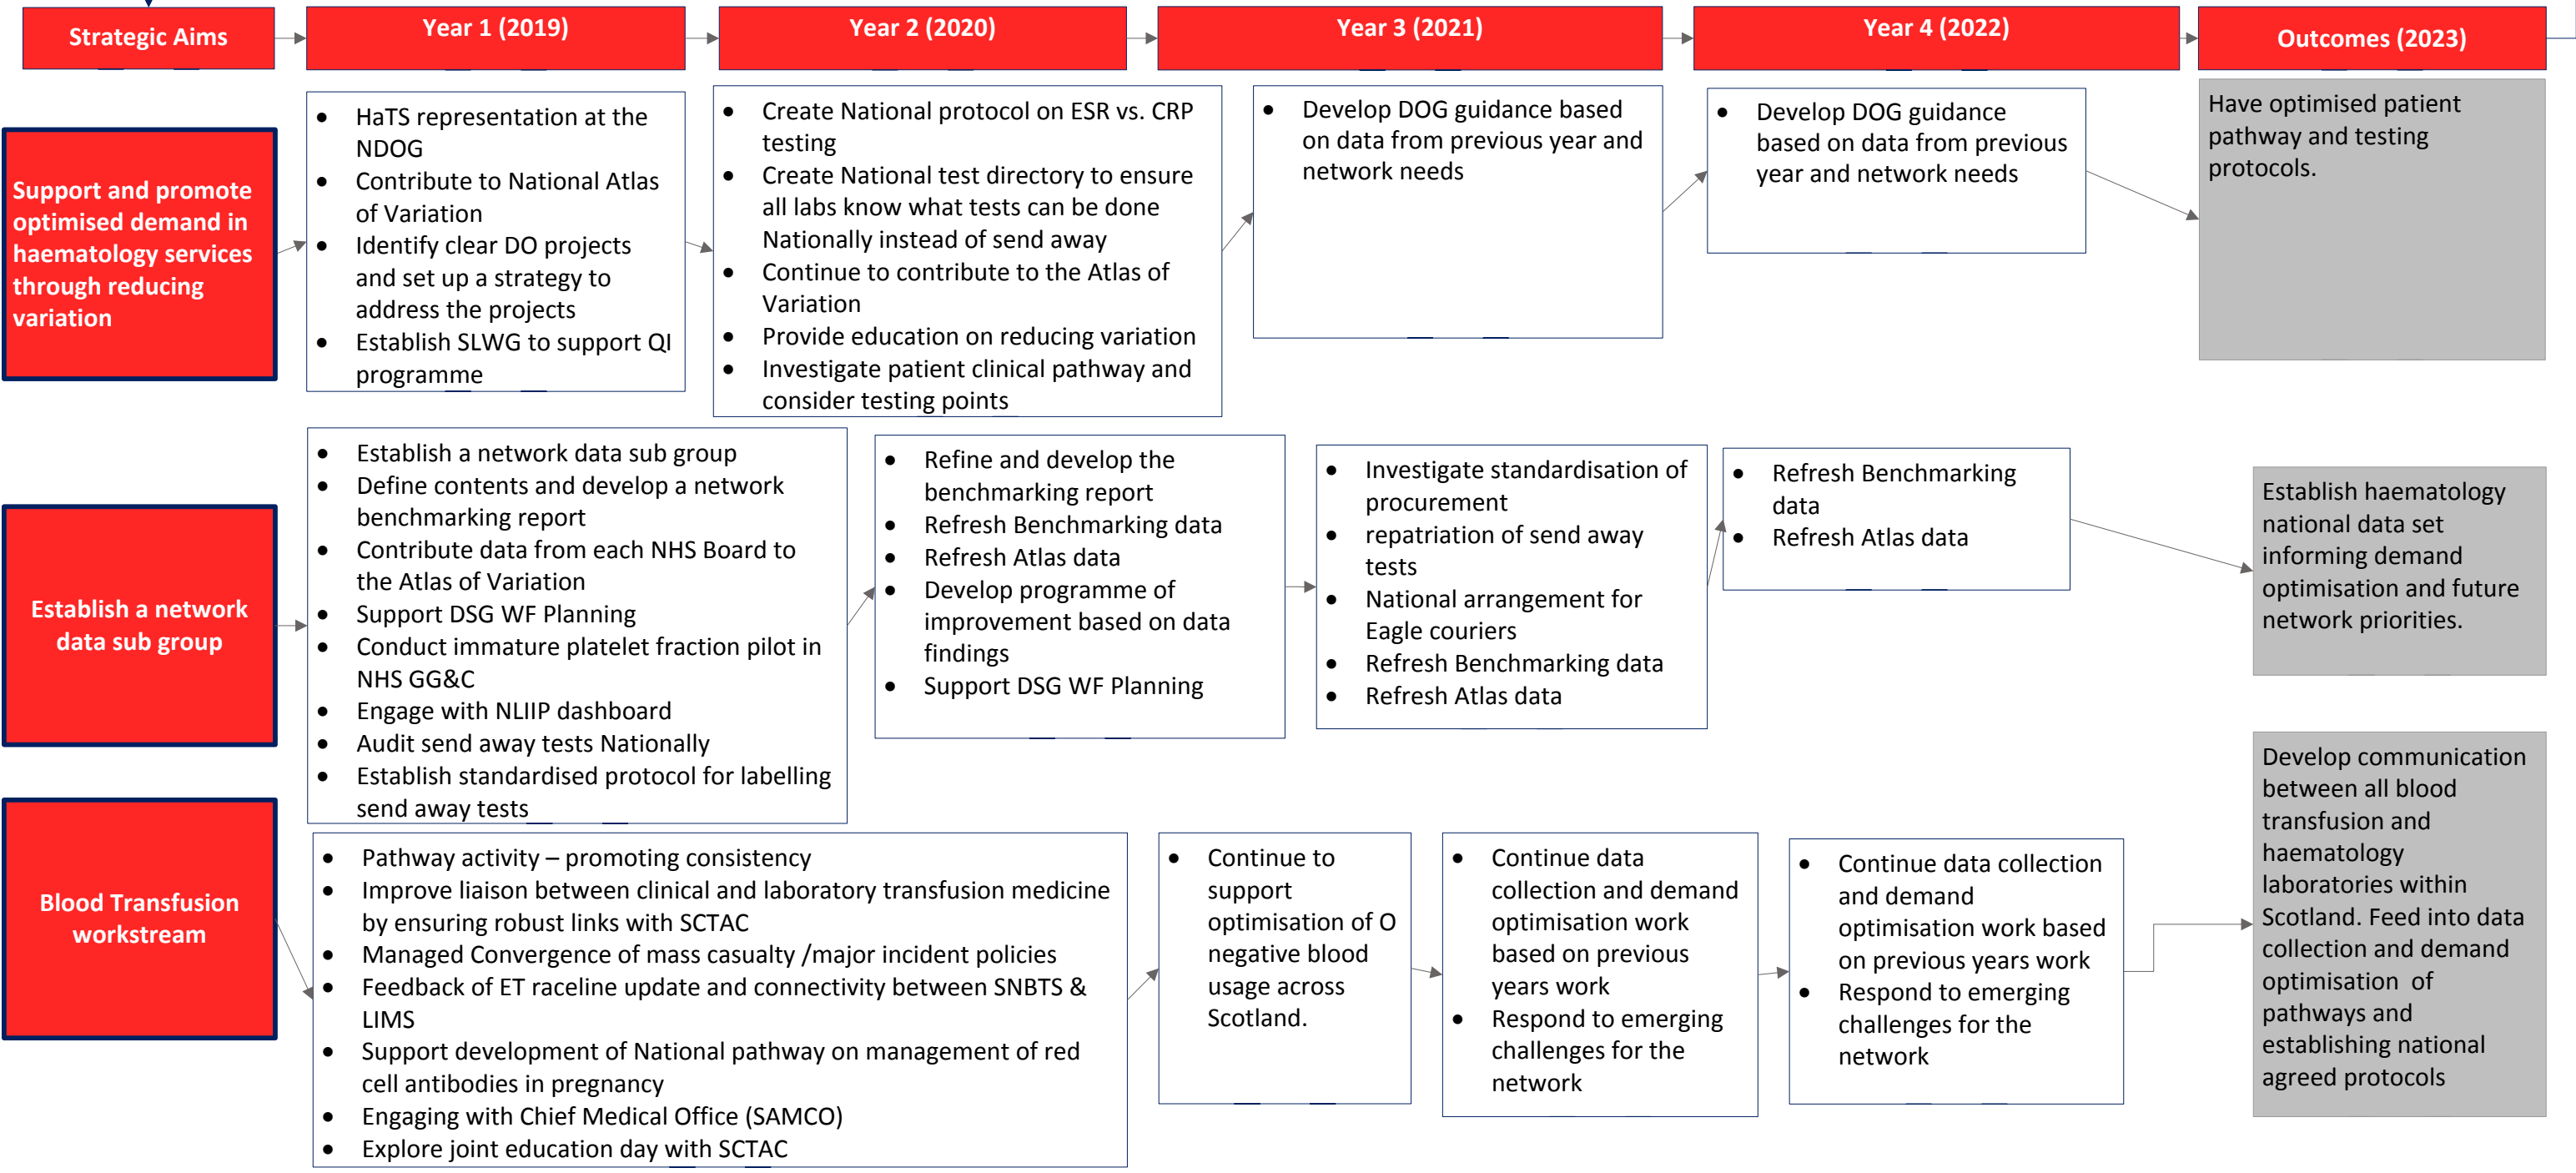 Strategic Aims
Year 1 (2019)
Year 2 (2020)
Year 3 (2021)
Year 4 (2022)
Outcomes (2023)
Support and promote
optimised demand in
haematology services
through reducing
variation
• HaTS representation at the
NDOG
• Contribute to National Atlas
of Variation
• Identify clear DO projects
and set up a strategy to
address the projects
• Establish SLWG to support QI
programme
• Create National protocol on ESR vs. CRP
testing
• Create National test directory to ensure
all labs know what tests can be done
Nationally instead of send away
• Continue to contribute to the Atlas of
Variation
• Provide education on reducing variation
• Investigate patient clinical pathway and
consider testing points
• Develop DOG guidance based
on data from previous year and
network needs
• Develop DOG guidance
based on data from previous
year and network needs
Have optimised patient
pathway and testing
protocols.
Establish a network
data sub group
• Establish a network data sub group
• Define contents and develop a network
benchmarking report
• Contribute data from each NHS Board to
the Atlas of Variation
• Support DSG WF Planning
• Conduct immature platelet fraction pilot in
NHS GG&C
• Engage with NLIIP dashboard
• Audit send away tests Nationally
• Establish standardised protocol for labelling
send away tests
• Refine and develop the
benchmarking report
• Refresh Benchmarking data
• Refresh Atlas data
• Develop programme of
improvement based on data
findings
• Support DSG WF Planning
• Investigate standardisation of
procurement
• repatriation of send away
tests
• National arrangement for
Eagle couriers
• Refresh Benchmarking data
• Refresh Atlas data
• Refresh Benchmarking
data
• Refresh Atlas data
Establish haematology
national data set
informing demand
optimisation and future
network priorities.
Blood Transfusion
workstream
• Pathway activity – promoting consistency
• Improve liaison between clinical and laboratory transfusion medicine
by ensuring robust links with SCTAC
• Managed Convergence of mass casualty /major incident policies
• Feedback of ET raceline update and connectivity between SNBTS &
LIMS
• Support development of National pathway on management of red
cell antibodies in pregnancy
• Engaging with Chief Medical Office (SAMCO)
• Explore joint education day with SCTAC
• Continue to
support
optimisation of O
negative blood
usage across
Scotland.
• Continue data
collection and demand
optimisation work
based on previous
years work
• Respond to emerging
challenges for the
network
• Continue data collection
and demand
optimisation work based
on previous years work
• Respond to emerging
challenges for the
network
Develop communication
between all blood
transfusion and
haematology
laboratories within
Scotland. Feed into data
collection and demand
optimisation of
pathways and
establishing national
agreed protocols